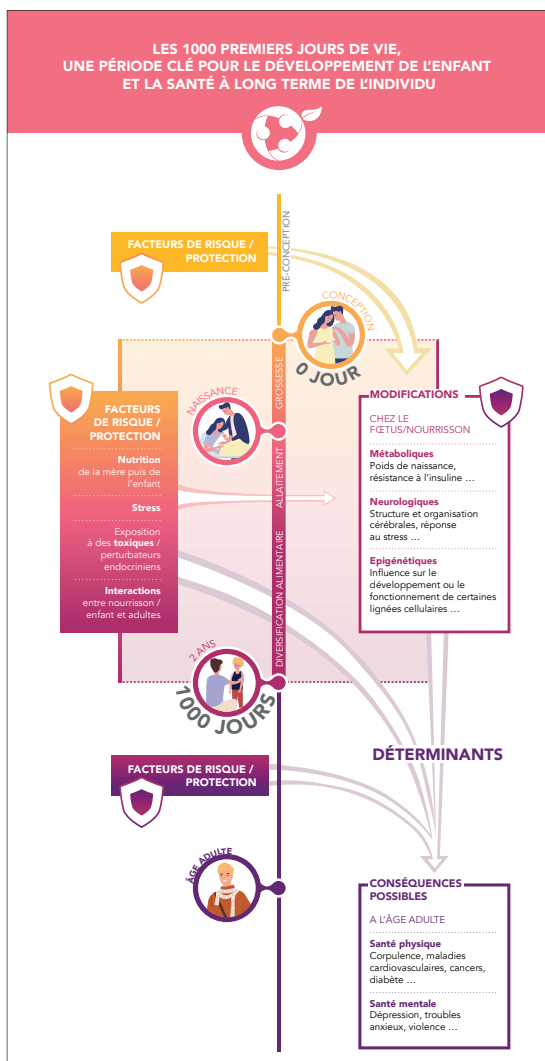 LES 1000 PREMIERS JOURS DE VIE,
UNE PÉRIODE CLÉ POUR LE DÉVELOPPEMENT DE L'ENFANT
ET LA SANTÉ À LONG TERME DE L'INDIVIDU
PRÉ-CONCEPTION
FACTEURS DE RISQUE /
PROTECTION
CONCEPTION
0 JOUR
GROSSESSE
NAISSANCE
ALLAITEMENT
DIVERSIFICATION ALIMENTAIRE
FACTEURS
DE RISQUE /
PROTECTION
Nutrition
de la mère puis de
l'enfant
Stress
Exposition
à des toxiques /
perturbateurs
endocriniens
Interactions
entre nourrisson /
enfant et adultes
MODIFICATIONS
CHEZ LE
FŒTUS/NOURRISSON
Métaboliques
Poids de naissance,
résistance à l'insuline ...
Neurologiques
Structure et organisation
cérébrales, réponse
au stress ...
Epigénétiques
Influence sur le
développement ou le
fonctionnement de certaines
lignées cellulaires ...
2 ANS
1000 JOURS
DÉTERMINANTS
FACTEURS DE RISQUE /
PROTECTION
ÂGE ADULTE
CONSÉQUENCES
POSSIBLES
A L'ÂGE ADULTE
Santé physique
Corpulence, maladies
cardiovasculaires, cancers,
diabète ...
Santé mentale
Dépression, troubles
anxieux, violence ...